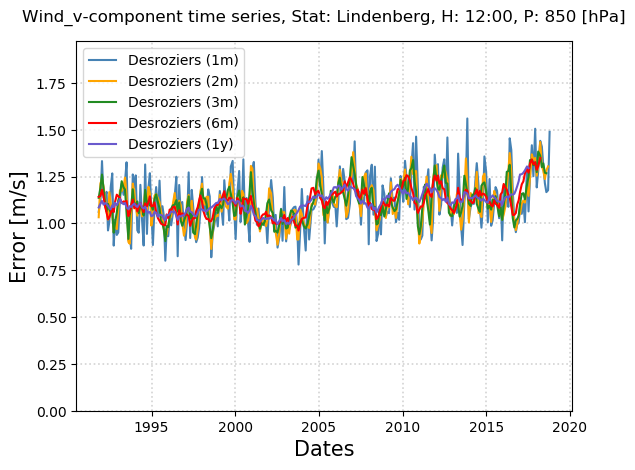 Wind_v-component time series, Stat: Lindenberg, H: 12:00, P: 850 [hPa]
Desroziers (1m)
Desroziers (2m)
Desroziers (3m)
Desroziers (6m)
Desroziers (1y)
Error [m/s]
1.75
1.50
1.25
1.00
0.75
0.50
0.25
0.00
1995 2000 2005 2010 2015 2020
Dates